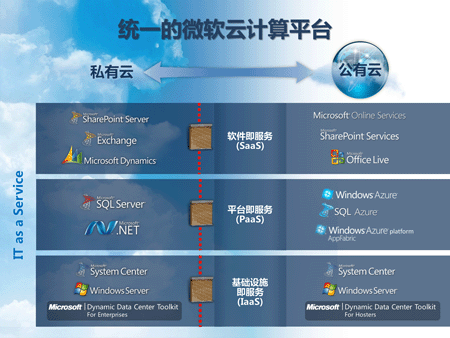 统一的微软云计算平台
私有云
公有云
IT as a Service
Microsoft
SharePoint Server
Microsoft
Exchange
Microsoft Dynamics
软件即服务
(SaaS)
Microsoft Online Services
Microsoft
SharePoint Services
Microsoft
Office Live
Microsoft
SQL Server
Microsoft
.NET
平台即服务
(PaaS)
Windows Azure
Microsoft
SQL Azure
Microsoft
Windows Azure platform
AppFabric
Microsoft
System Center
Windows Server
Microsoft | Dynamic Data Center Toolkit
For Enterprises
基础设施
即服务
(IaaS)
Microsoft
System Center
Windows Server
Microsoft | Dynamic Data Center Toolkit
For Hosters